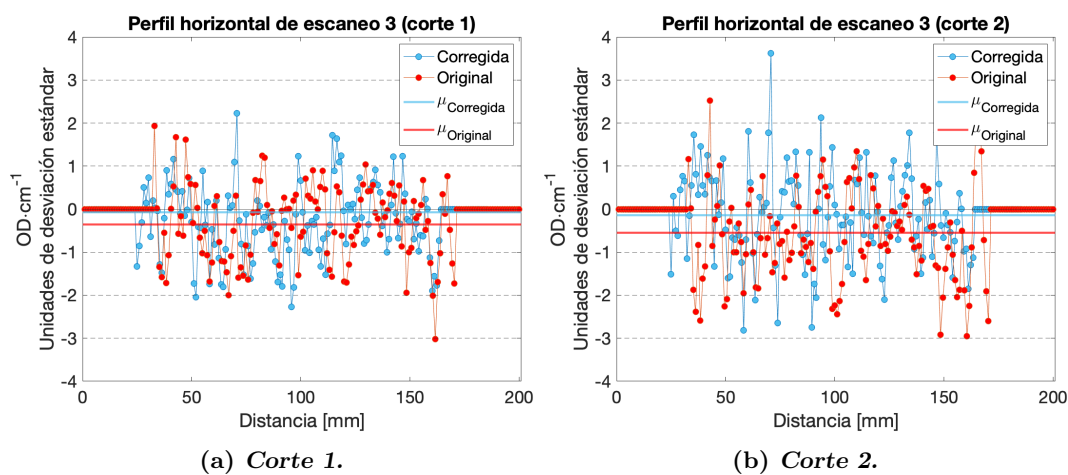 Perfil horizontal de escaneo 3 (corte 1)
4
3
2
1
0
-1
-2
-3
-4
0
50
100
150
200
Unidades de desviación estándar
OD·cm⁻¹
Distancia [mm]
Corregida
Original
μCorregida
μOriginal
(a) Corte 1.
Perfil horizontal de escaneo 3 (corte 2)
4
3
2
1
0
-1
-2
-3
-4
0
50
100
150
200
Unidades de desviación estándar
OD·cm⁻¹
Distancia [mm]
Corregida
Original
μCorregida
μOriginal
(b) Corte 2.